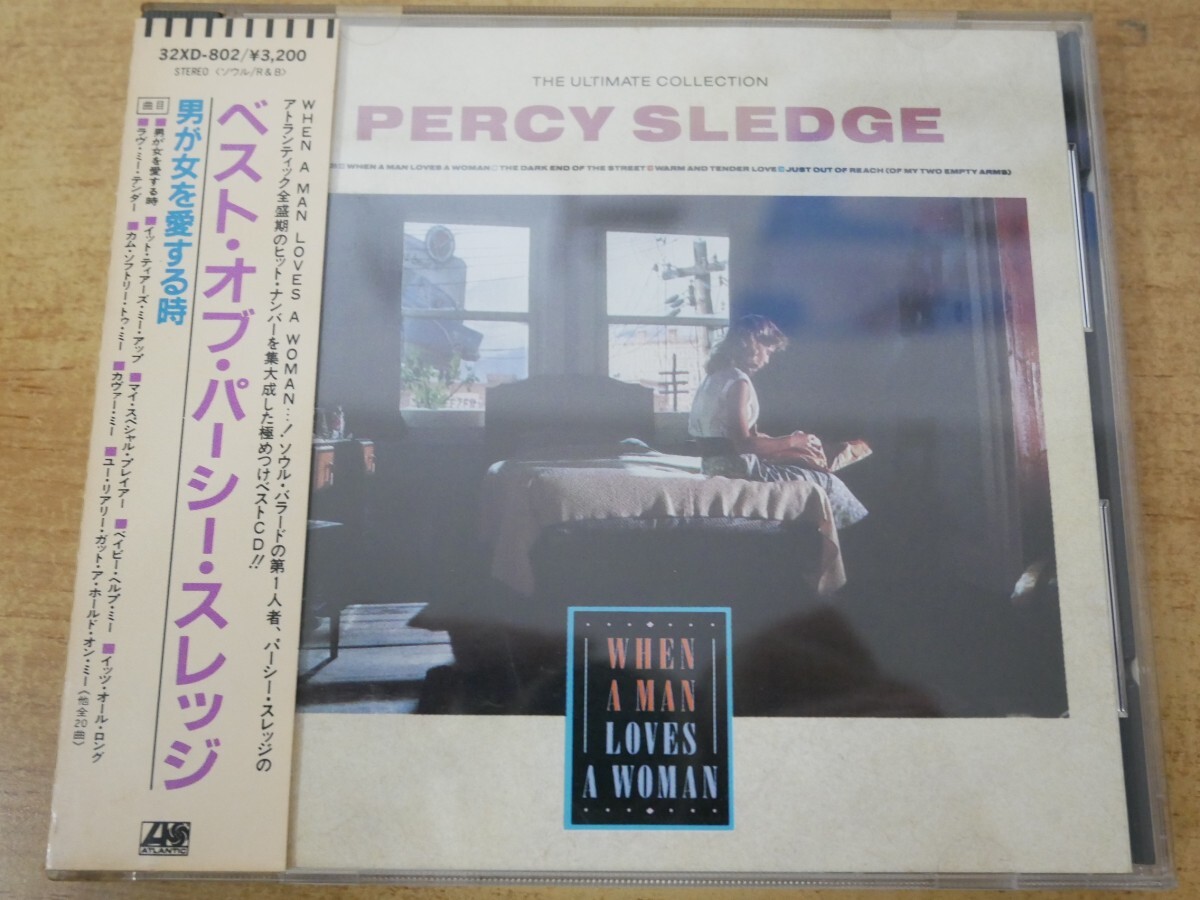 32XD-802/¥3,200
STEREO〈ソウル/R&B〉
WHEN A MAN LOVES A WOMAN…! ソウル・バラードの第1人者、パーシー・スレッジの
アトランティック全盛期のヒット・ナンバーを集大成した極めつけベストCD!!
ベスト・オブ・パーシー・スレッジ
男が女を愛する時
曲目
■男が女を愛する時 ■イット・ティアーズ・ミー・アップ ■マイ・スペシャル・プレイアー ■ベイビー・ヘルプ・ミー ■イッツ・オール・ロング
■ラヴ・ミー・テンダー ■カム・ソフトリー・トゥ・ミー ■カヴァー・ミー ■ユー・リアリー・ガット・ア・ホールド・オン・ミー〈他全20曲〉
ATLANTIC
THE ULTIMATE COLLECTION
PERCY SLEDGE
WHEN A MAN LOVES A WOMAN THE DARK END OF THE STREET WARM AND TENDER LOVE JUST OUT OF REACH (OF MY TWO EMPTY ARMS)
WHEN
A MAN
LOVES
A WOMAN